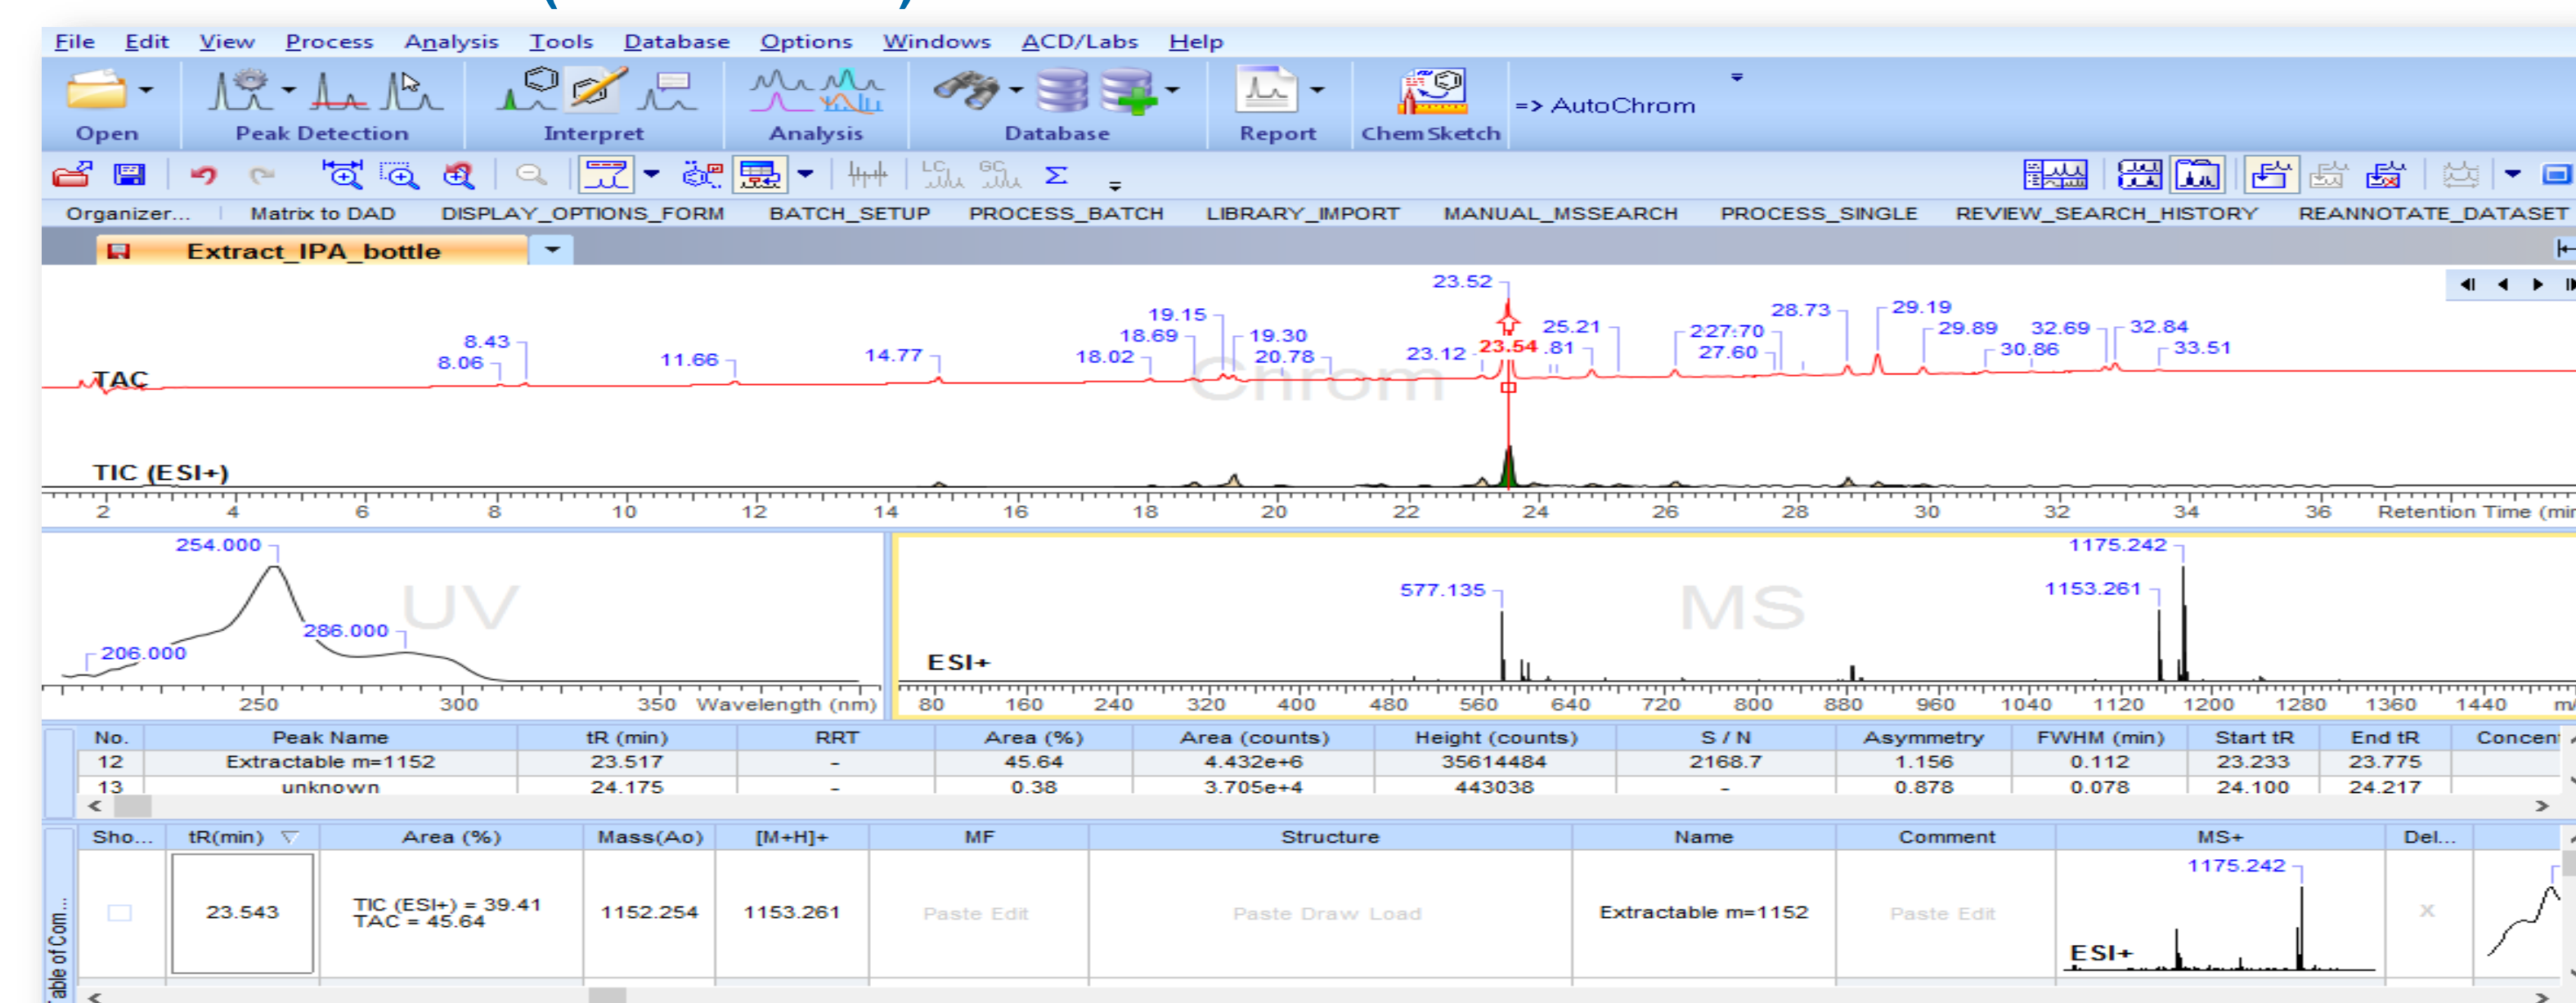 File Edit View Process Analysis Tools Database Options Windows ACD/Labs Help
Open Peak Detection Interpret Analysis Database Report ChemSketch => AutoChrom
LC GC Σ
Organizer... Matrix to DAD DISPLAY_OPTIONS_FORM BATCH_SETUP PROCESS_BATCH LIBRARY_IMPORT MANUAL_MSSEARCH PROCESS_SINGLE REVIEW_SEARCH_HISTORY REANNOTATE_DATASET
Extract_IPA_bottle
23.52
19.15 28.73 29.19
8.43 18.69 19.30 25.21 27.70 29.89 32.69 32.84
8.06 11.66 14.77 18.02 20.78 23.12 23.54 .81 27.60 30.86 33.51
TAC
Chrom
TIC (ESI+)
2 4 6 8 10 12 14 16 18 20 22 24 26 28 30 32 34 36 Retention Time (min
254.000
UV
286.000
206.000
250 300 350 Wavelength (nm)
1175.242
577.135 1153.261
MS
ESI+
80 160 240 320 400 480 560 640 720 800 880 960 1040 1120 1200 1280 1360 1440
No. Peak Name tR (min) RRT Area (%) Area (counts) Height (counts) S / N Asymmetry FWHM (min) Start tR End tR Concen
12 Extractable m=1152 23.517 - 45.64 4.432e+6 35614484 2168.7 1.156 0.112 23.233 23.775
13 unknown 24.175 - 0.38 3.705e+4 443038 - 0.878 0.078 24.100 24.217
Sho... tR(min) Area (%) Mass(Ao) [M+H]+ MF Structure Name Comment MS+ Del...
1175.242
23.543 TIC (ESI+) = 39.41 1152.254 1153.261 Paste Edit Paste Draw Load Extractable m=1152 Paste Edit X
TAC = 45.64
ESI+
able of Com...